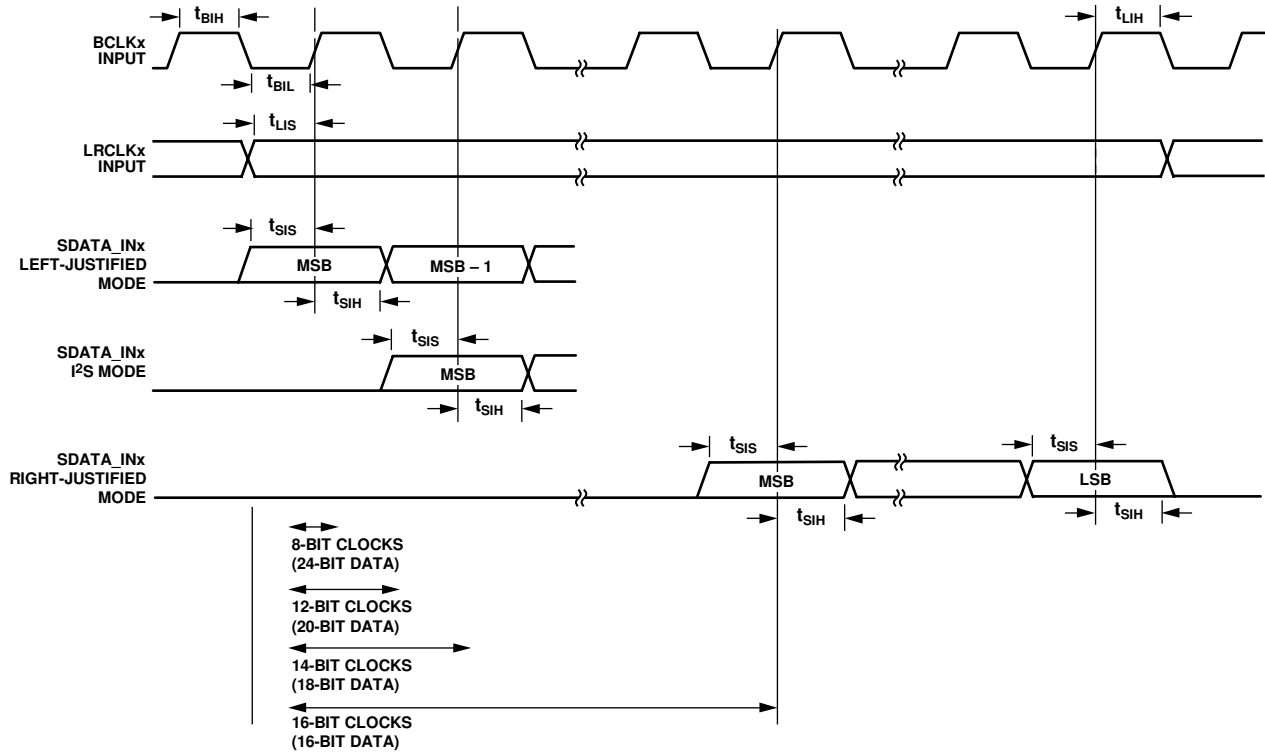 tBIH
tLIH
BCLKx
INPUT
tBIL
tLIS
LRCLKx
INPUT
tSIS
SDATA_INx
LEFT-JUSTIFIED
MODE
MSB
MSB – 1
tSIH
tSIS
SDATA_INx
I²S MODE
MSB
tSIH
tSIS
tSIS
SDATA_INx
RIGHT-JUSTIFIED
MODE
MSB
LSB
tSIH
tSIH
8-BIT CLOCKS
(24-BIT DATA)
12-BIT CLOCKS
(20-BIT DATA)
14-BIT CLOCKS
(18-BIT DATA)
16-BIT CLOCKS
(16-BIT DATA)